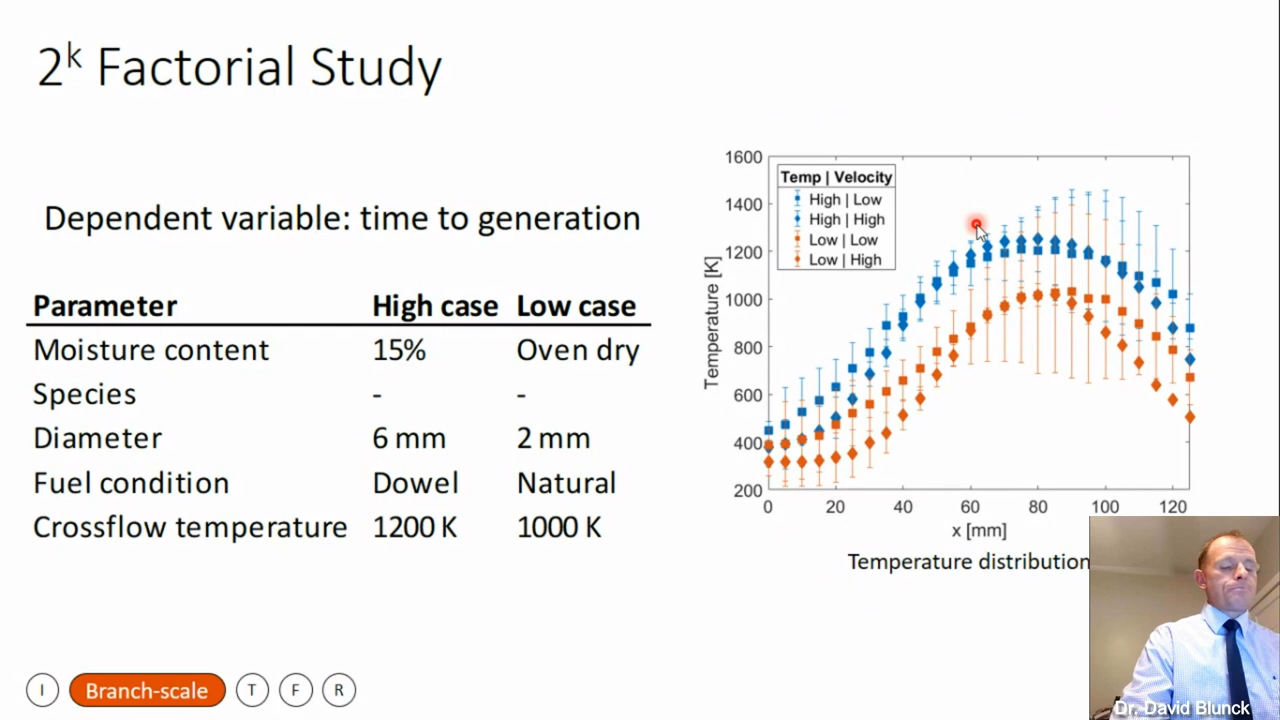 2k Factorial Study
Dependent variable: time to generation
Parameter High case Low case
Moisture content 15% Oven dry
Species - -
Diameter 6 mm 2 mm
Fuel condition Dowel Natural
Crossflow temperature 1200 K 1000 K
Temp | Velocity
High | Low
High | High
Low | Low
Low | High
Temperature [K]
1600
1400
1200
1000
800
600
400
200
0 20 40 60 80 100 120
x [mm]
Temperature distribution
I Branch-scale T F R
Dr. David Blunck